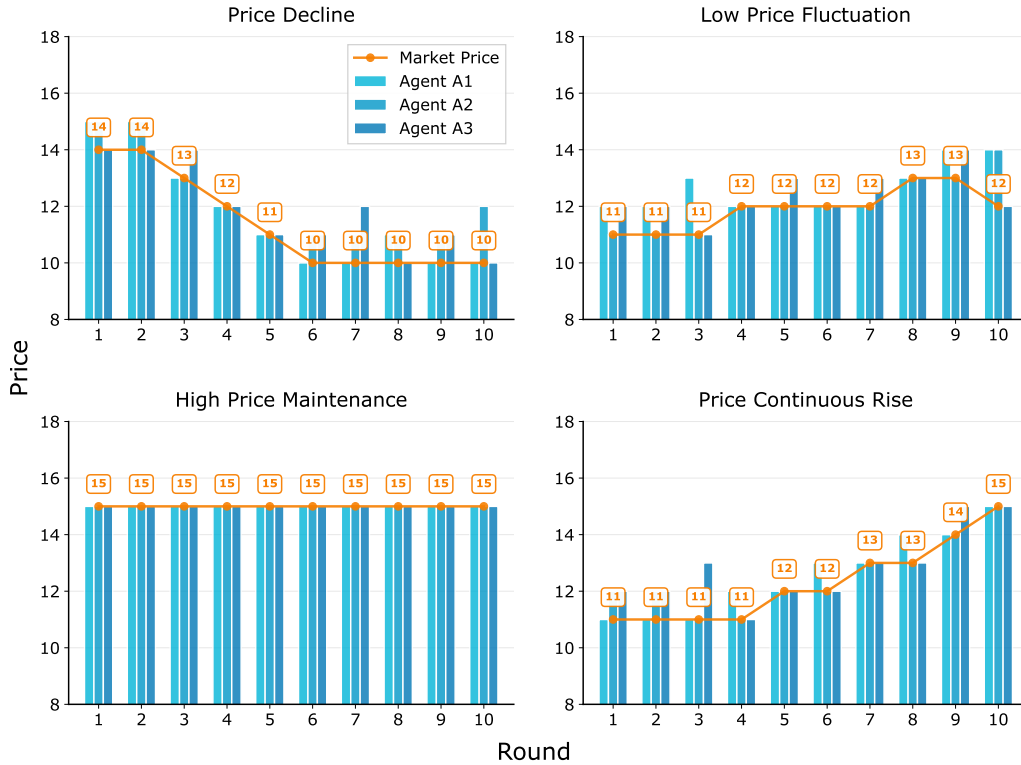 Price Decline
18
16
14
12
10
8
14 14 13 12 11 10 10 10 10 10
Market Price
Agent A1
Agent A2
Agent A3
1 2 3 4 5 6 7 8 9 10
Low Price Fluctuation
18
16
14
12
10
8
11 11 11 12 12 12 12 13 13 12
1 2 3 4 5 6 7 8 9 10
Price
High Price Maintenance
18
16
14
12
10
8
15 15 15 15 15 15 15 15 15 15
1 2 3 4 5 6 7 8 9 10
Price Continuous Rise
18
16
14
12
10
8
11 11 11 11 12 12 13 13 14 15
1 2 3 4 5 6 7 8 9 10
Round